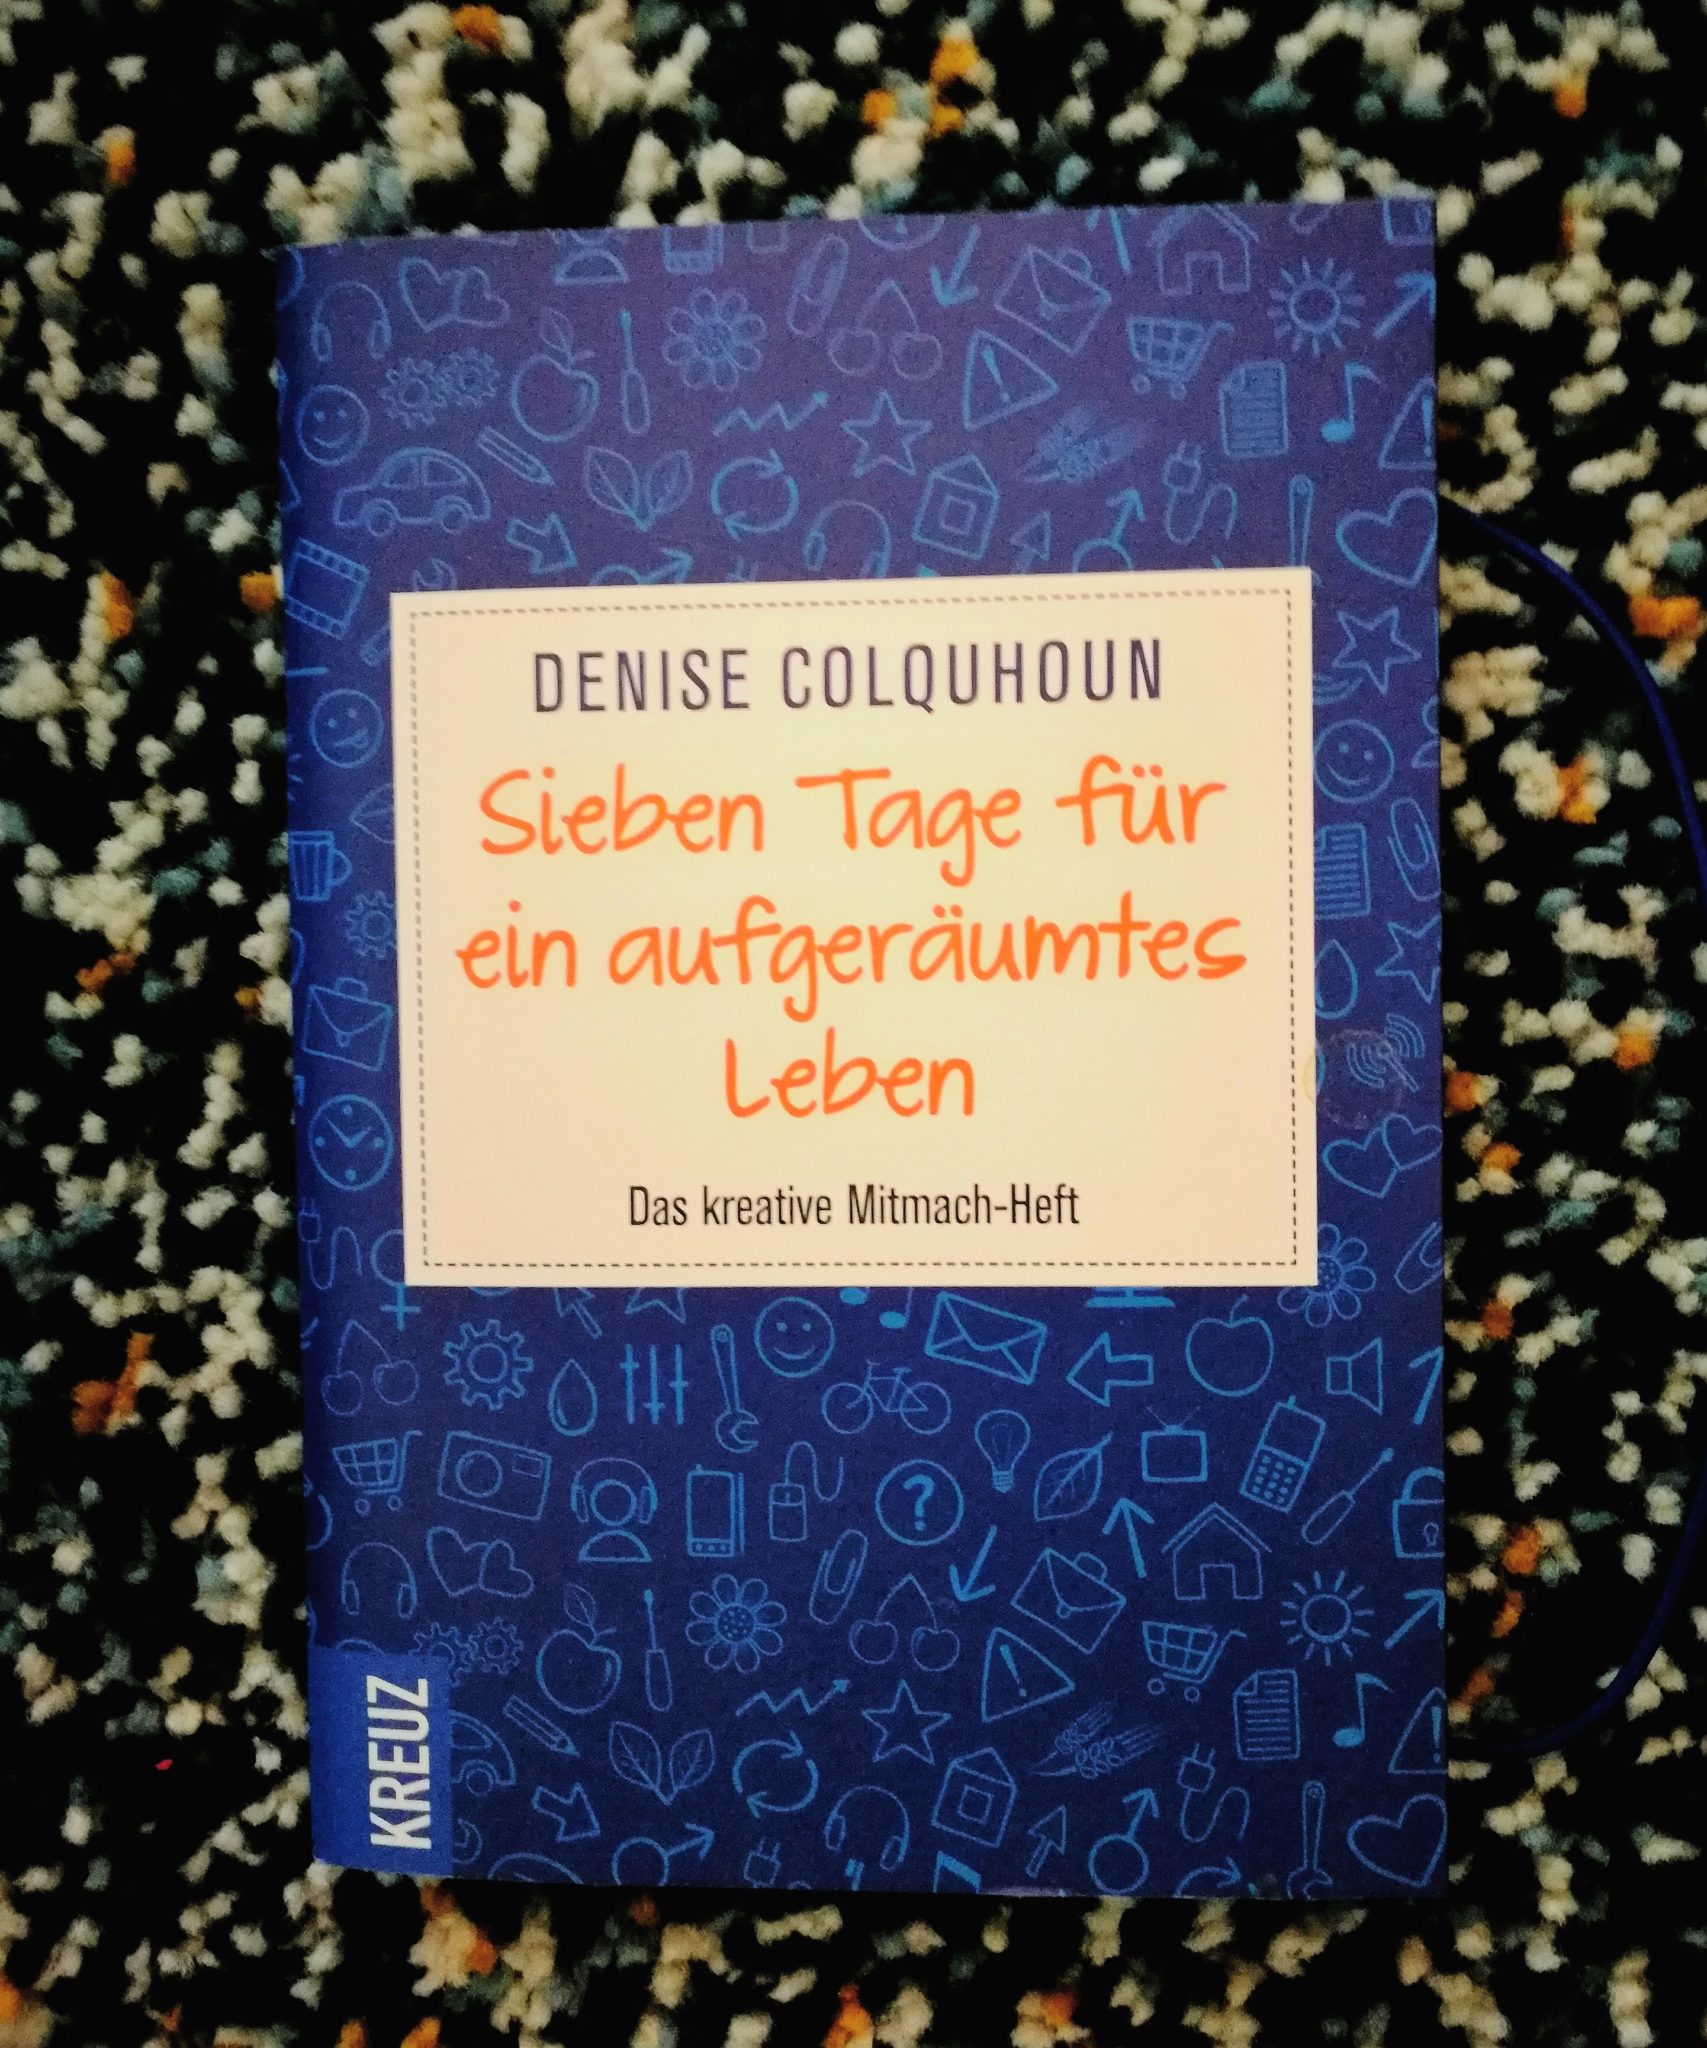 DENISE COLQUHOUN
Sieben Tage für
ein aufgeräumtes
Leben
Das kreative Mitmach-Heft
KREUZ